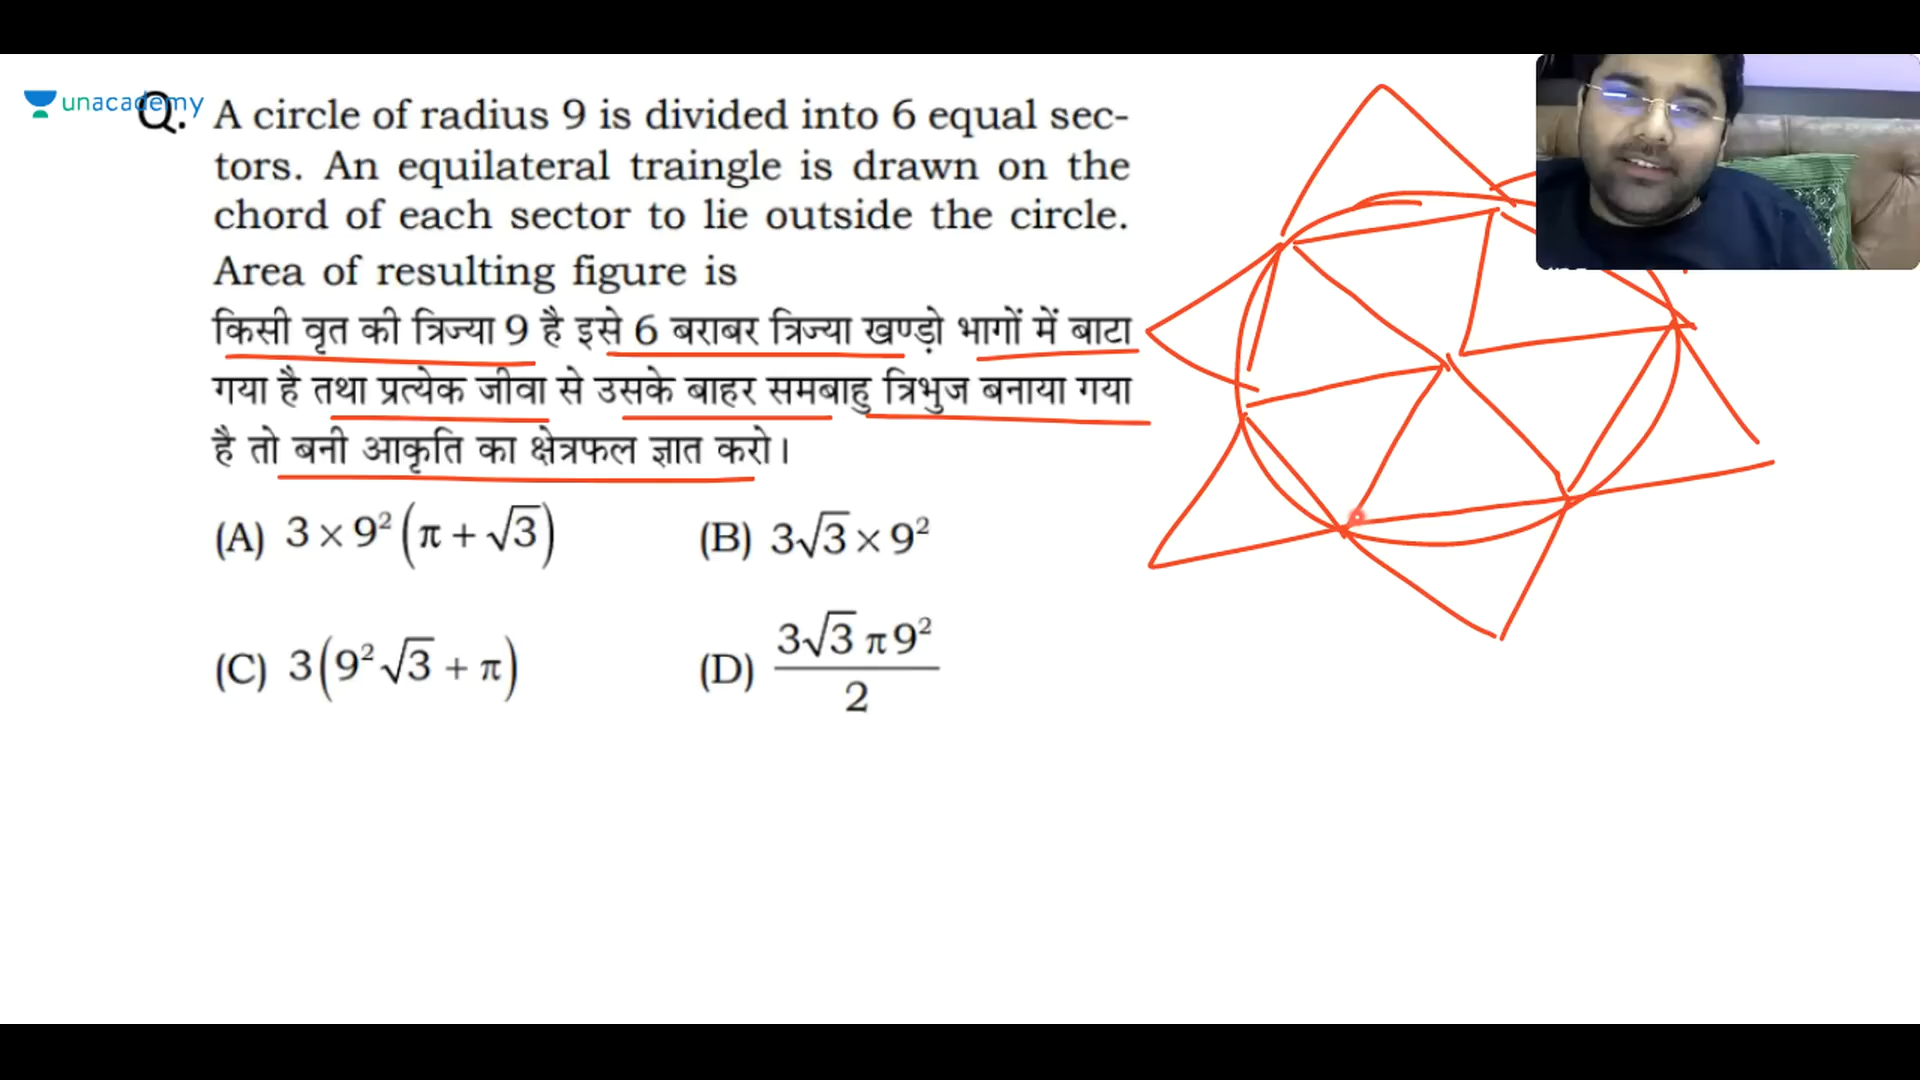 unacademy
Q. A circle of radius 9 is divided into 6 equal sec-
tors. An equilateral traingle is drawn on the
chord of each sector to lie outside the circle.
Area of resulting figure is
किसी वृत की त्रिज्या 9 है इसे 6 बराबर त्रिज्या खण्डो भागों में बाटा
गया है तथा प्रत्येक जीवा से उसके बाहर समबाहु त्रिभुज बनाया गया
है तो बनी आकृति का क्षेत्रफल ज्ञात करो।
(A) 3 × 9² (π + √3) (B) 3√3 × 9²
(C) 3(9² √3 + π) (D) 3√3 π 9² / 2